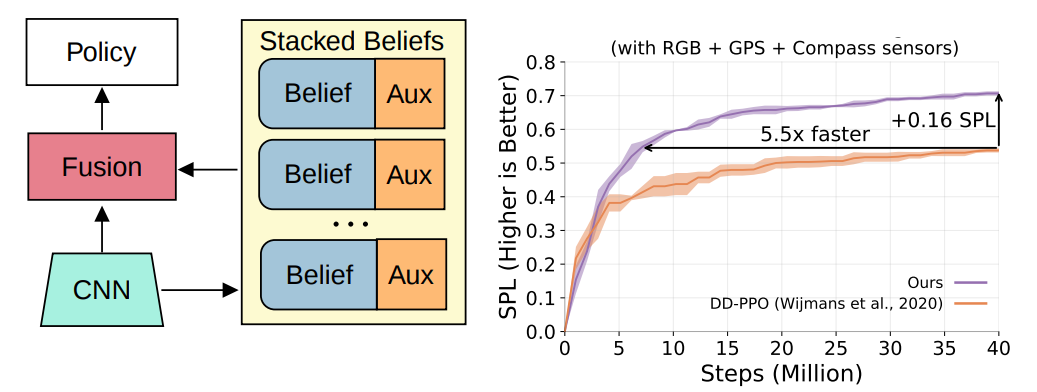 Policy
Fusion
CNN
Stacked Beliefs
Belief Aux
Belief Aux
...
Belief Aux
(with RGB + GPS + Compass sensors)
SPL (Higher is Better)
0.8
0.7
0.6
0.5
0.4
0.3
0.2
0.1
0.0
+0.16 SPL
5.5x faster
Ours
DD-PPO (Wijmans et al., 2020)
0 5 10 15 20 25 30 35 40
Steps (Million)